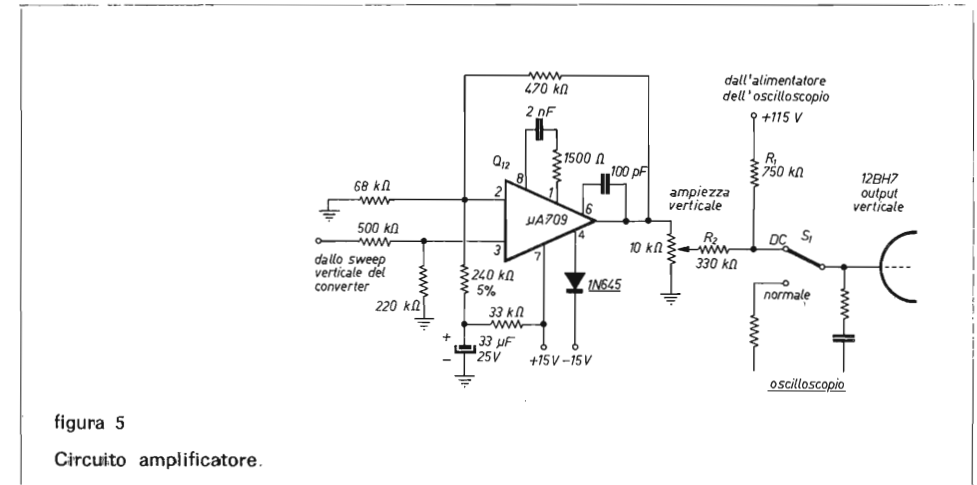 470 kΩ
2 nF
1500 Ω
100 pF
Q12
8
1
6
68 kΩ
2
µA709
4
500 kΩ
3
7
dallo sweep
verticale del
converter
220 kΩ
240 kΩ
5%
33 kΩ
+
33 µF
−
25V
1N645
+15V
−15V
ampiezza
verticale
10 kΩ
R2
330 kΩ
dall'alimentatore
dell'oscilloscopio
+115 V
R1
750 kΩ
DC
S1
normale
12BH7
output
verticale
oscilloscopio
figura 5
Circuito amplificatore.